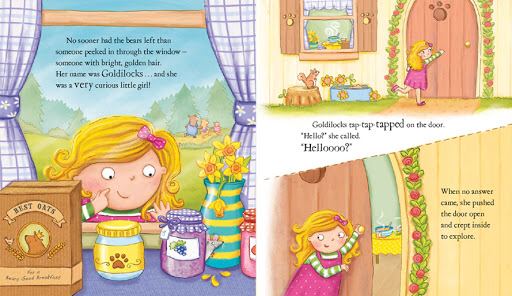 No sooner had the bears left than
someone peeked in through the window –
someone with bright, golden hair.
Her name was Goldilocks . . . and she
was a very curious little girl!
BEST OATS
For a
Beary Good Breakfast
Goldilocks tap-tap-tapped on the door.
"Hello?" she called.
"Helloooo?"
When no answer
came, she pushed
the door open
and crept inside
to explore.